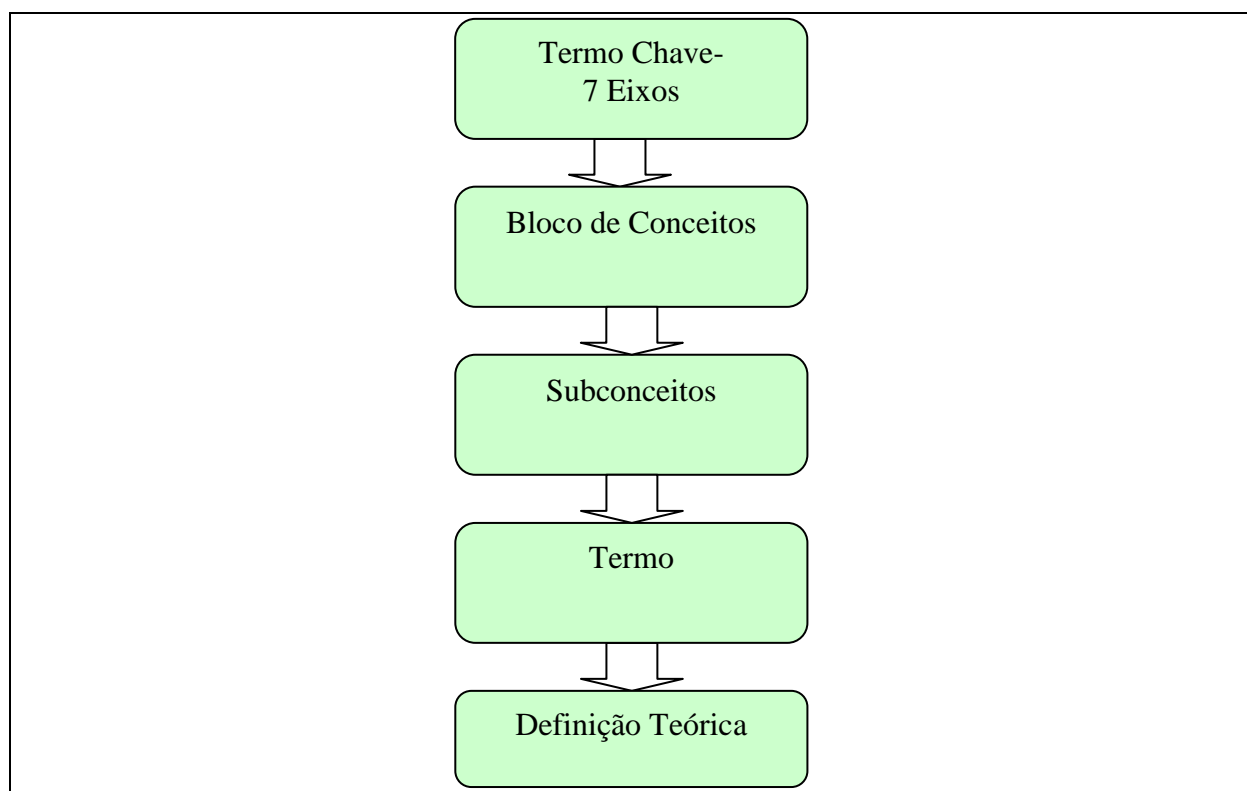 Termo Chave-
7 Eixos
Bloco de Conceitos
Subconceitos
Termo
Definição Teórica